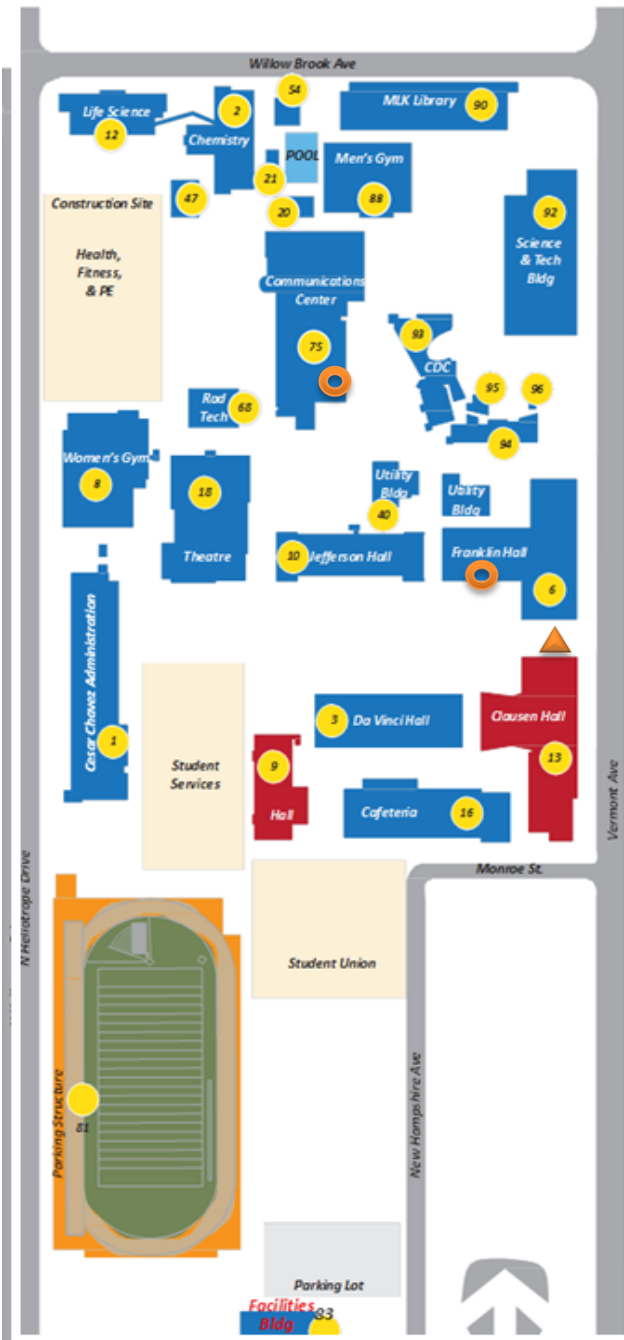 Willow Brook Ave
54
Life Science
12
2
Chemistry
MLK Library
90
POOL
Men's Gym
21
88
47
20
Construction Site
Health,
Fitness,
& PE
92
Science
& Tech
Bldg
Communications
Center
75
93
CDC
95
96
94
Rad
Tech
68
Women's Gym
8
18
Theatre
Utility
Bldg
40
Utility
Bldg
10
Jefferson Hall
Franklin Hall
6
Cesar Chavez Administration
1
Student
Services
3
Da Vinci Hall
Clausen Hall
13
9
Hall
Cafeteria
16
Vermont Ave
Monroe St.
N Heliotrope Drive
Student Union
Parking Structure
81
New Hampshire Ave
Parking Lot
Facilities
Bldg
83